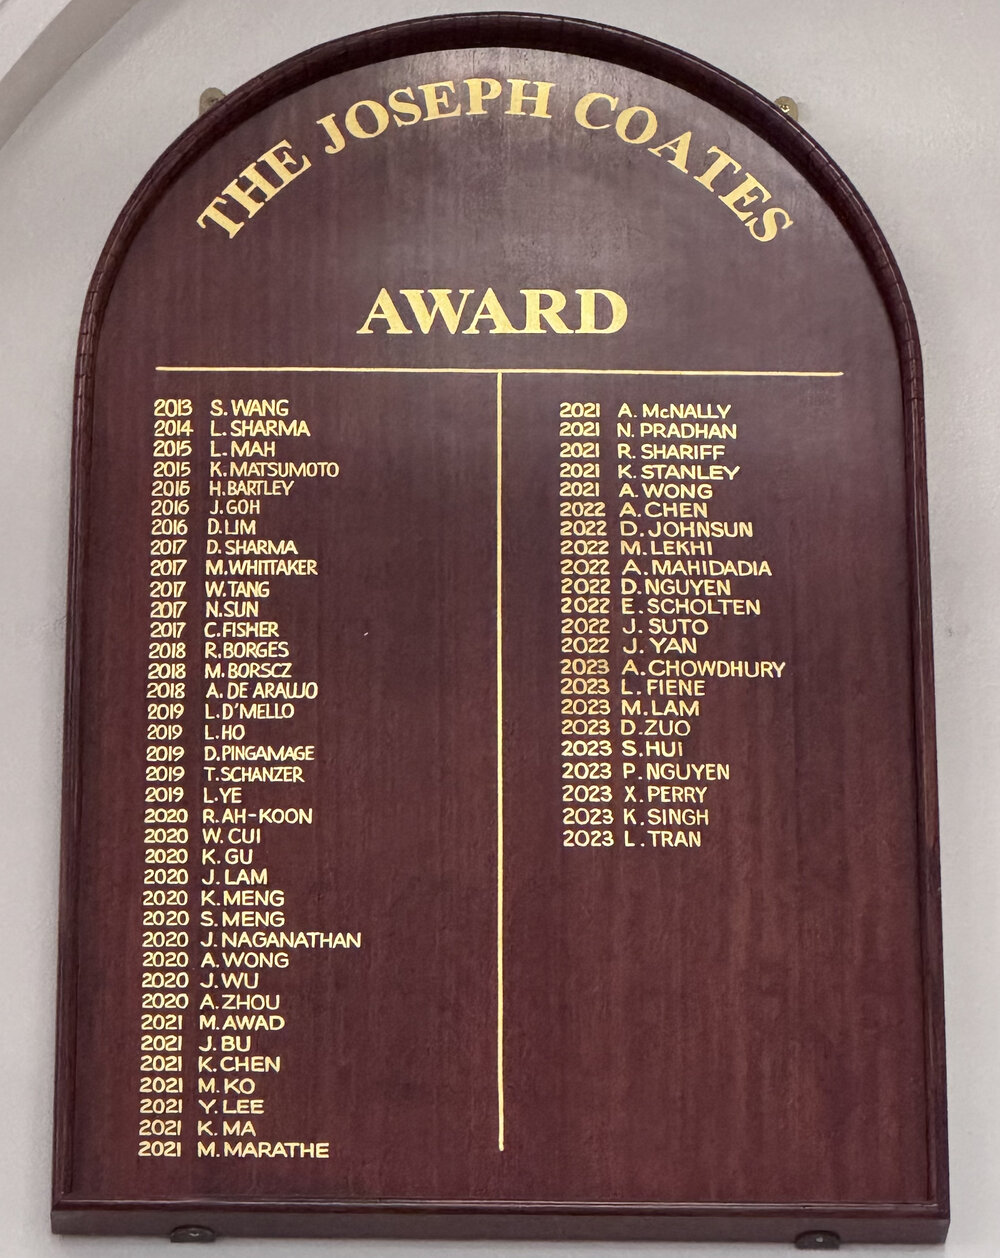 THE JOSEPH COATES
AWARD
2013 S. WANG
2014 L. SHARMA
2015 L. MAH
2015 K. MATSUMOTO
2016 H. BARTLEY
2016 J. GOH
2016 D. LIM
2017 D. SHARMA
2017 M. WHITTAKER
2017 W. TANG
2017 N. SUN
2017 C. FISHER
2018 R. BORGES
2018 M. BORSCZ
2018 A. DE ARAUJO
2019 L. D'MELLO
2019 L. HO
2019 D. PINGAMAGE
2019 T. SCHANZER
2019 L. YE
2020 R. AH-KOON
2020 W. CUI
2020 K. GU
2020 J. LAM
2020 K. MENG
2020 S. MENG
2020 J. NAGANATHAN
2020 A. WONG
2020 J. WU
2020 A. ZHOU
2021 M. AWAD
2021 J. BU
2021 K. CHEN
2021 M. KO
2021 Y. LEE
2021 K. MA
2021 M. MARATHE
2021 A. McNALLY
2021 N. PRADHAN
2021 R. SHARIFF
2021 K. STANLEY
2021 A. WONG
2022 A. CHEN
2022 D. JOHNSUN
2022 M. LEKHI
2022 A. MAHIDADIA
2022 D. NGUYEN
2022 E. SCHOLTEN
2022 J. SUTO
2022 J. YAN
2023 A. CHOWDHURY
2023 L. FIENE
2023 M. LAM
2023 D. ZUO
2023 S. HUI
2023 P. NGUYEN
2023 X. PERRY
2023 K. SINGH
2023 L. TRAN